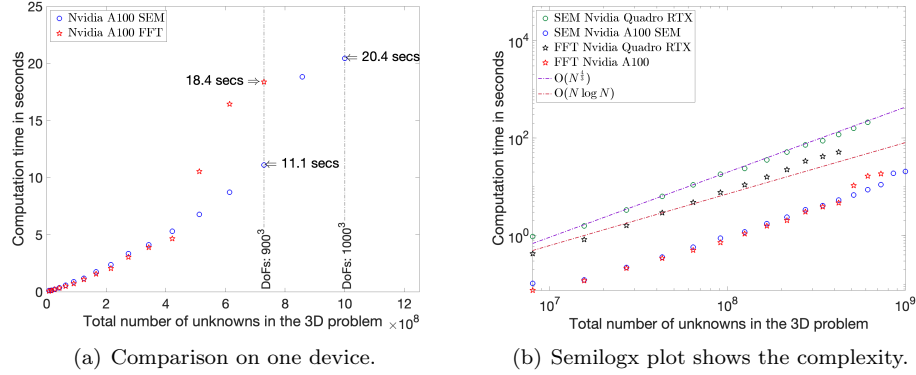 25
20
15
10
5
0
0
2
4
6
8
10
12
×10⁸
Computation time in seconds
Total number of unknowns in the 3D problem
Nvidia A100 SEM
Nvidia A100 FFT
18.4 secs ⇒
⇐ 20.4 secs
⇐ 11.1 secs
DoFs: 900³
DoFs: 1000³
(a) Comparison on one device.
10⁴
10²
10⁰
10⁷
10⁸
10⁹
Computation time in seconds
Total number of unknowns in the 3D problem
SEM Nvidia Quadro RTX
SEM Nvidia A100 SEM
FFT Nvidia Quadro RTX
FFT Nvidia A100
O(N^{4/3})
O(N log N)
(b) Semilogx plot shows the complexity.